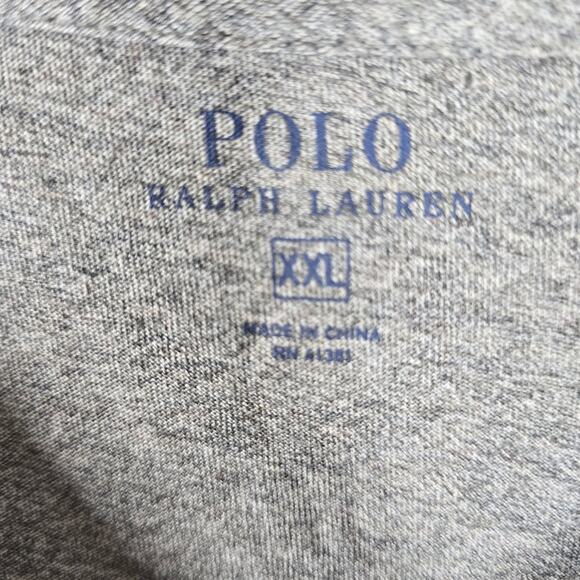 POLO
RALPH LAUREN
XXL
MADE IN CHINA
RN 41381